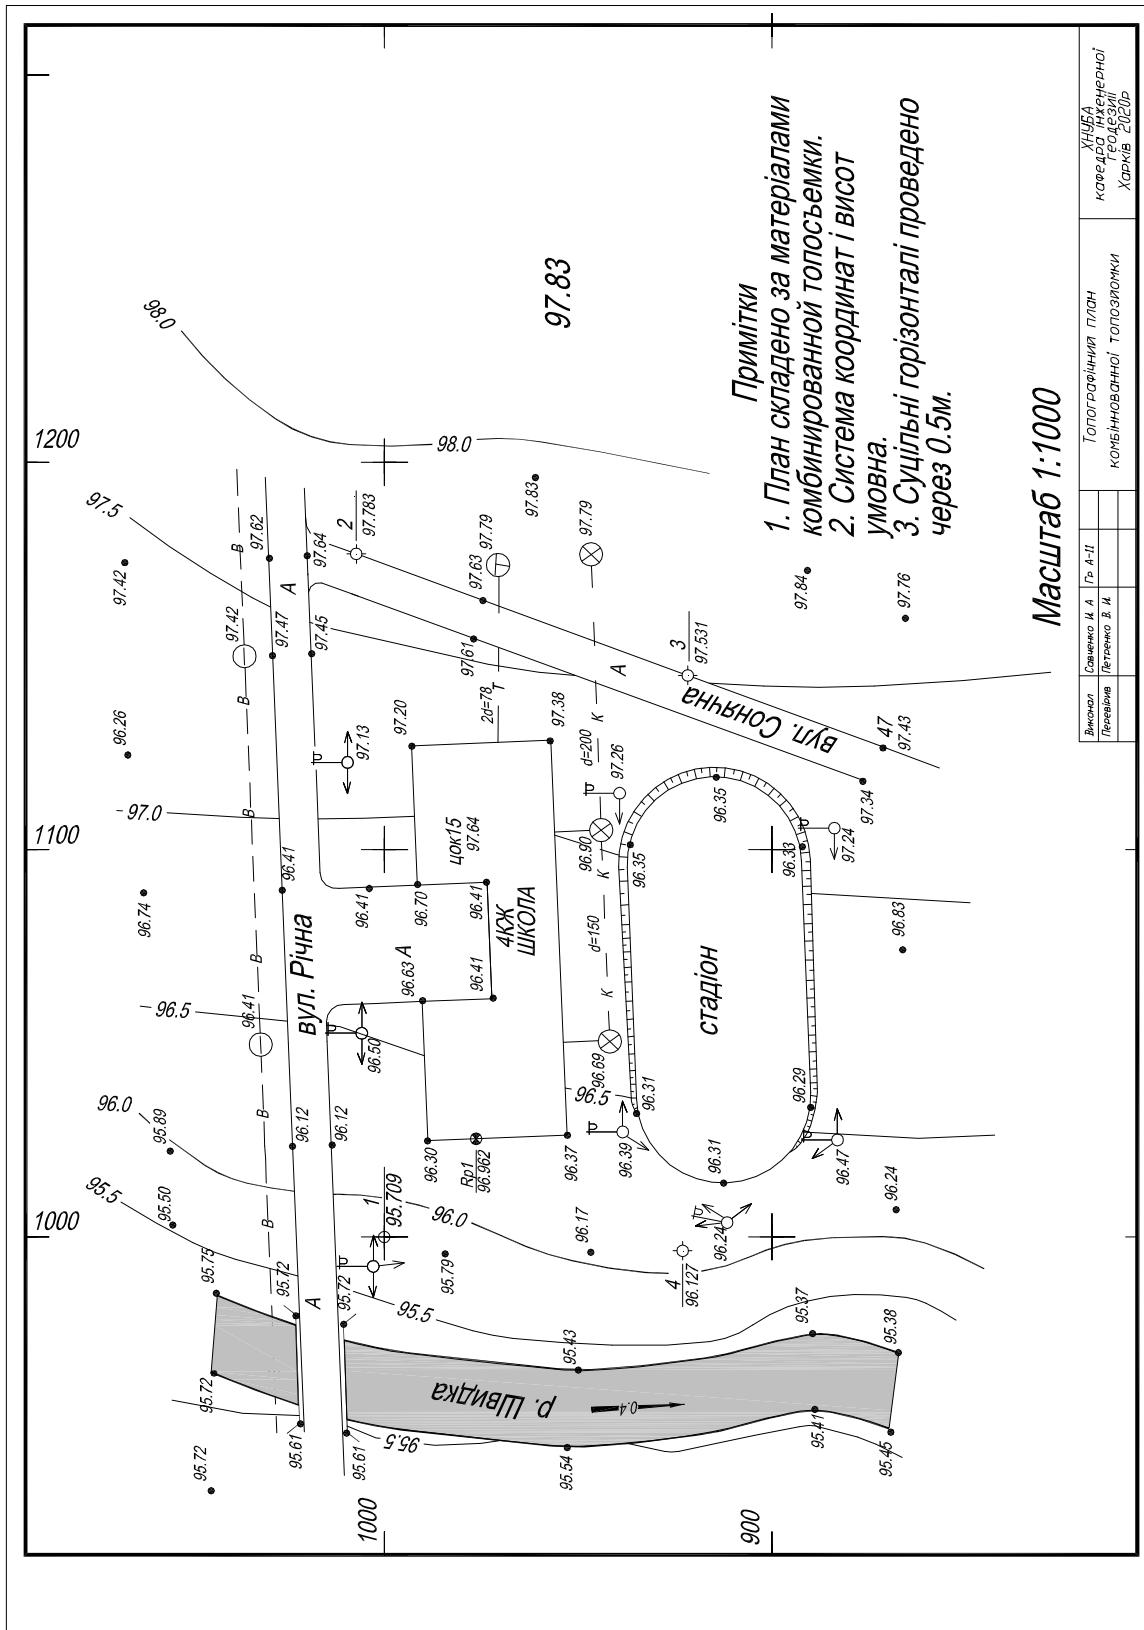 98.0
97.83
1200
98.0
97.5
2
97.783
97.62
97.64
97.83
97.79
97.79
97.42
97.42
97.47
97.45
A
B
B
97.63
97.61
2d=78
T
A
3
97.531
97.84
97.76
вул. Сонячна
47
97.43
97.34
96.26
97.13
97.20
97.38
К
d=200
97.26
97.0
1100
B
цок15
97.64
96.90
96.35
96.35
96.33
97.24
К
96.74
96.41
96.41
96.70
96.41
4КЖ
ШКОЛА
d=150
96.83
B
вул. Річна
96.63
A
96.41
К
стадіон
96.5
96.41
96.50
96.69
96.5
96.31
96.29
96.0
95.89
B
96.12
96.12
96.30
Rp1
96.962
96.37
96.39
96.31
96.47
95.5
95.50
1000
B
1
95.709
96.0
95.79
96.17
4
96.127
96.24
96.24
95.75
95.72
A
95.72
95.5
95.43
95.37
95.38
95.72
р. Швидка
0.4
95.61
95.61
95.5
95.54
95.41
95.45
95.72
1000
900
Примітки
1. План складено за матеріалами
комбинированной топосъемки.
2. Система координат і висот
умовна.
3. Суцільні горізонталі проведено
через 0.5м.
Масштаб 1:1000
Виконал Савченко И. А Гр А-11
Перевірив Петренко В. И.
Топографічний план
комбіннованної топозйомки
ХНУБА
кафедра інженерної
геодезиїї
Харків 2020р